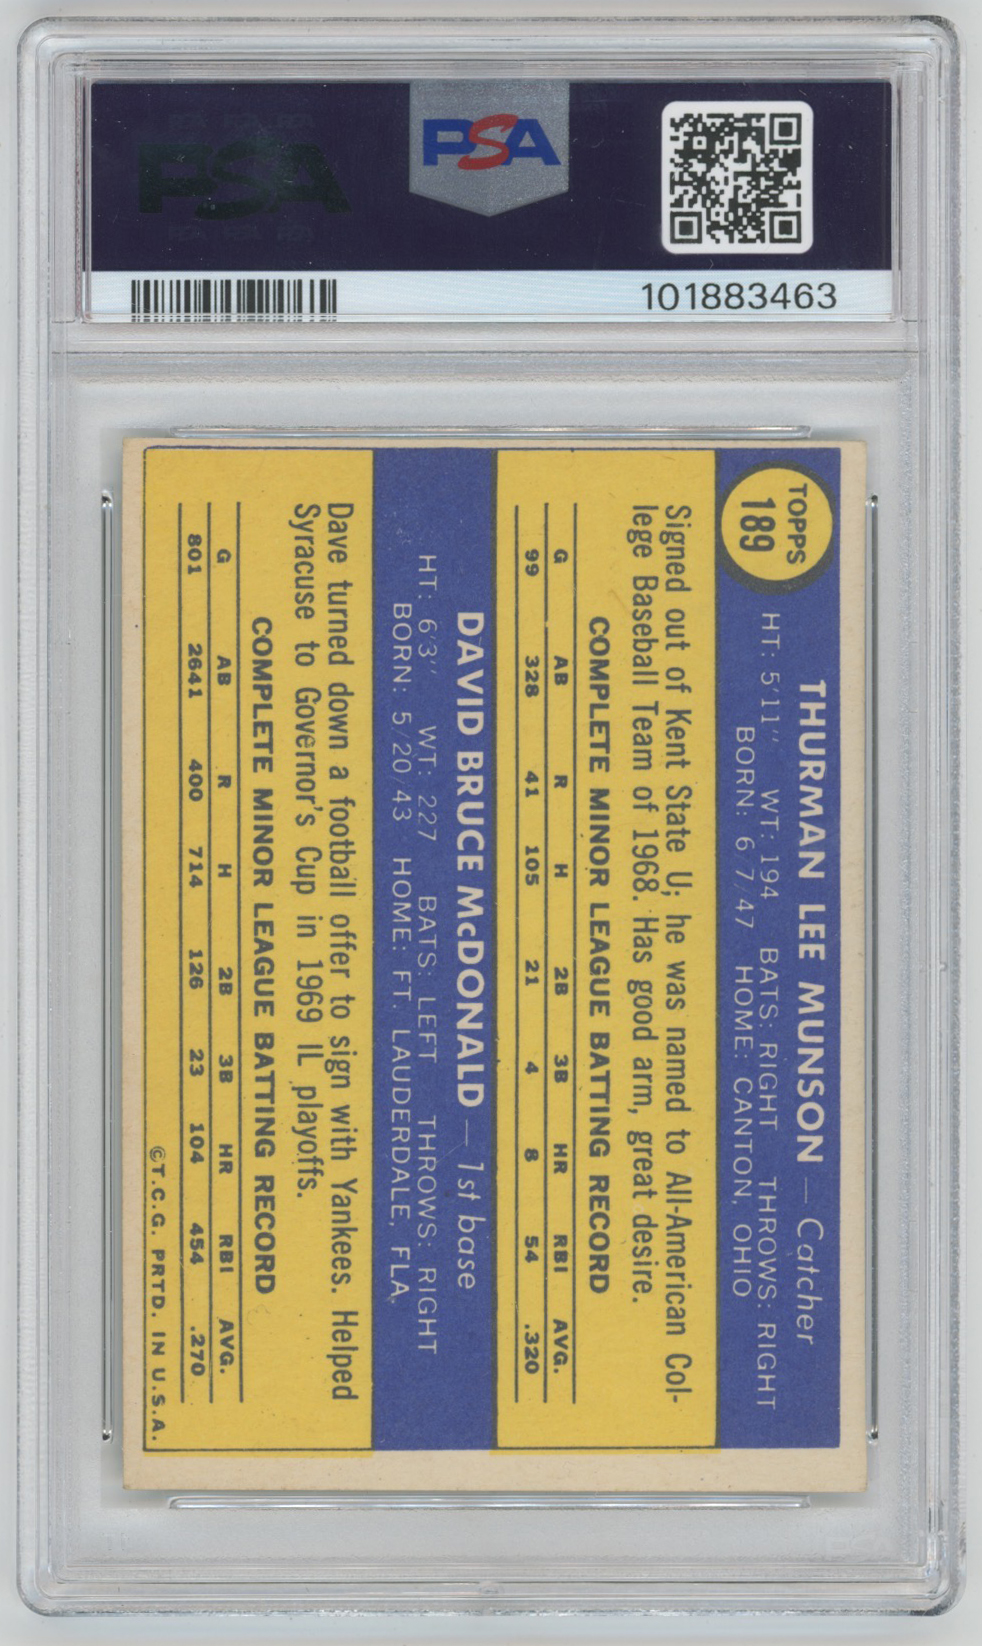 PSA
PSA
101883463
TOPPS
189
THURMAN LEE MUNSON — Catcher
HT: 5'11" WT: 194 BATS: RIGHT THROWS: RIGHT
BORN: 6/7/47 HOME: CANTON, OHIO
Signed out of Kent State U; he was named to All-American Col-
lege Baseball Team of 1968. Has good arm, great desire.
COMPLETE MINOR LEAGUE BATTING RECORD
G AB R H 2B 3B HR RBI AVG.
99 328 41 105 21 4 8 54 .320
DAVID BRUCE McDONALD — 1st base
HT: 6'3" WT: 227 BATS: LEFT THROWS: RIGHT
BORN: 5/20/43 HOME: FT. LAUDERDALE, FLA.
Dave turned down a football offer to sign with Yankees. Helped
Syracuse to Governor's Cup in 1969 IL playoffs.
COMPLETE MINOR LEAGUE BATTING RECORD
G AB R H 2B 3B HR RBI AVG.
801 2641 400 714 126 23 104 454 .270
©T.C.G. PRTD. IN U.S.A.